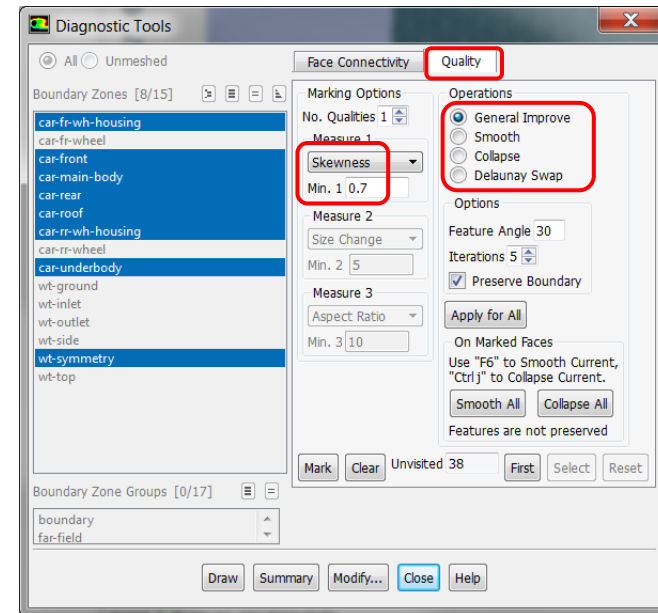 Diagnostic Tools
X
All Unmeshed
Boundary Zones [8/15]
car-fr-wh-housing
car-fr-wheel
car-front
car-main-body
car-rear
car-roof
car-rr-wh-housing
car-rr-wheel
car-underbody
wt-ground
wt-inlet
wt-outlet
wt-side
wt-symmetry
wt-top
Boundary Zone Groups [0/17]
boundary
far-field
Face Connectivity
Quality
Marking Options
No. Qualities 1
Measure 1
Skewness
Min. 1 0.7
Measure 2
Size Change
Min. 2 5
Measure 3
Aspect Ratio
Min. 3 10
Operations
General Improve
Smooth
Collapse
Delaunay Swap
Options
Feature Angle 30
Iterations 5
Preserve Boundary
Apply for All
On Marked Faces
Use "F6" to Smooth Current,
"Ctrl j" to Collapse Current.
Smooth All Collapse All
Features are not preserved
Mark Clear Unvisited 38 First Select Reset
Draw Summary Modify... Close Help